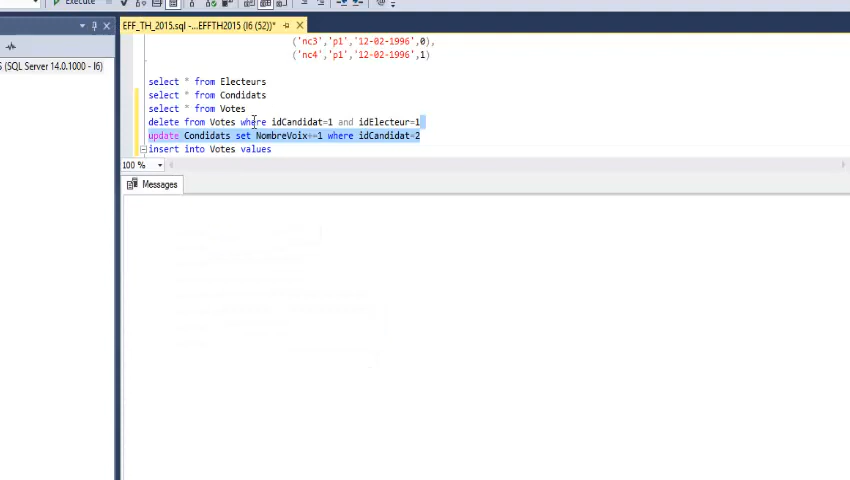 Execute
EFF_TH_2015.sql -...EFFTH2015 (I6 (52))*
S (SQL Server 14.0.1000 - I6)
('nc3','p1','12-02-1996',0),
('nc4','p1','12-02-1996',1)
select * from Electeurs
select * from Condidats
select * from Votes
delete from Votes where idCandidat=1 and idElecteur=1
update Condidats set NombreVoix+=1 where idCandidat=2
insert into Votes values
100 %
Messages